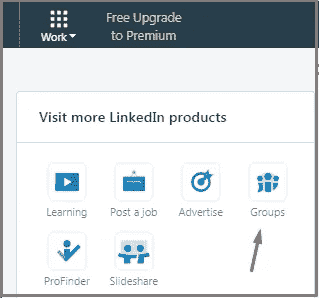 Work
Free Upgrade
to Premium
Visit more LinkedIn products
Learning
Post a job
Advertise
Groups
ProFinder
Slideshare